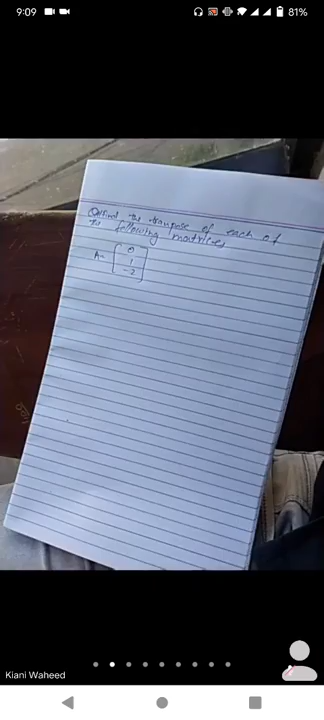 9:09
81%
Q Find the transpose of each of
the following matrices
A= [ 0
1
-2 ]
Kiani Waheed